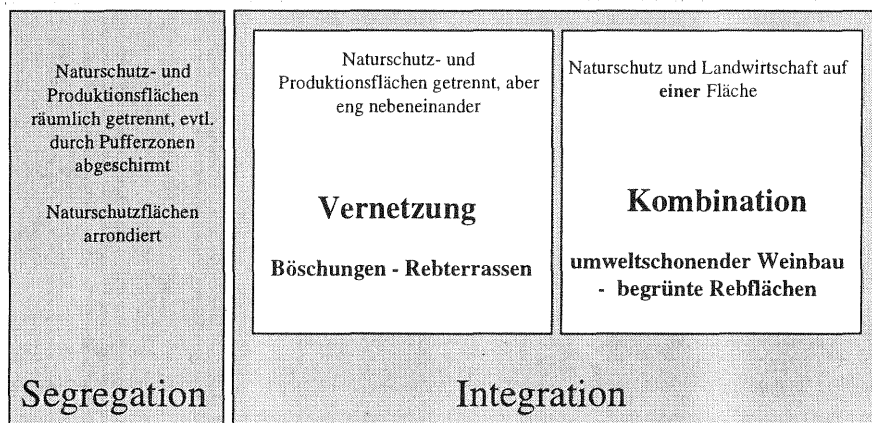 Naturschutz- und
Produktionsflächen
räumlich getrennt, evtl.
durch Pufferzonen
abgeschirmt
Naturschutzflächen
arrondiert
Segregation
Naturschutz- und
Produktionsflächen getrennt, aber
eng nebeneinander
Vernetzung
Böschungen - Rebterrassen
Naturschutz und Landwirtschaft auf
einer Fläche
Kombination
umweltschonender Weinbau
- begrünte Rebflächen
Integration